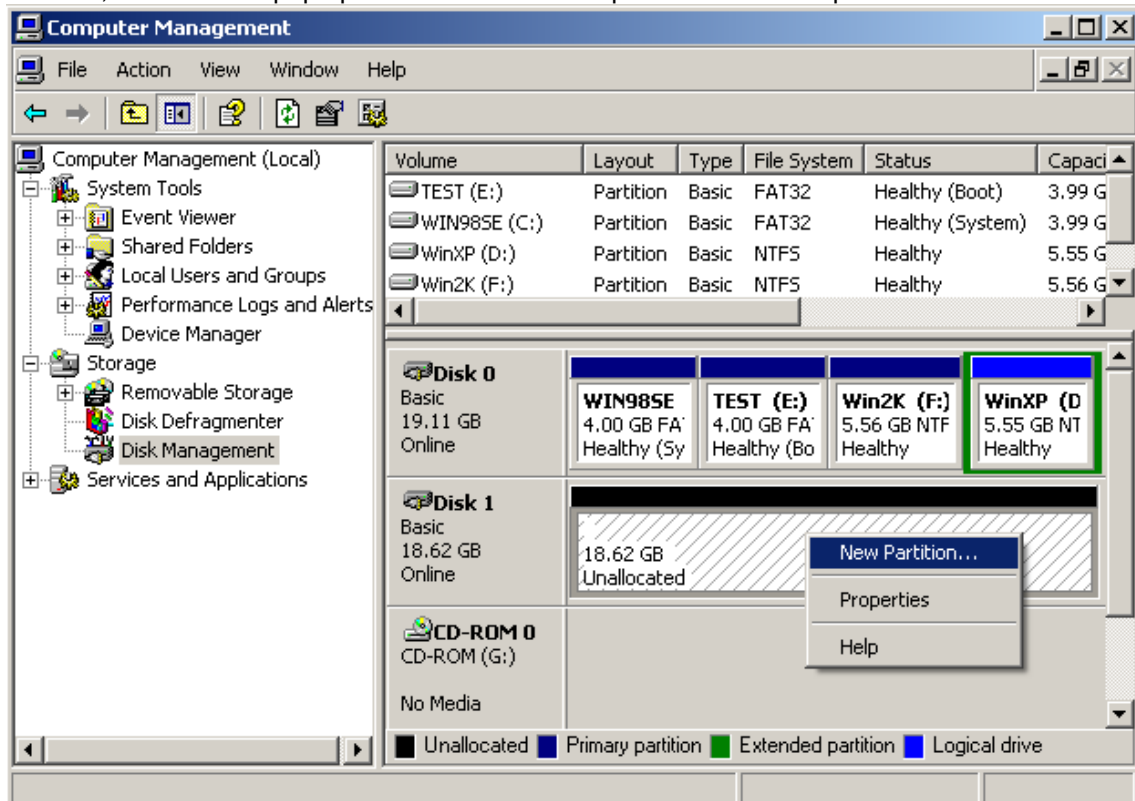 Computer Management
File Action View Window Help
Computer Management (Local)
System Tools
Event Viewer
Shared Folders
Local Users and Groups
Performance Logs and Alerts
Device Manager
Storage
Removable Storage
Disk Defragmenter
Disk Management
Services and Applications
Volume Layout Type File System Status Capaci
TEST (E:) Partition Basic FAT32 Healthy (Boot) 3.99 G
WIN98SE (C:) Partition Basic FAT32 Healthy (System) 3.99 G
WinXP (D:) Partition Basic NTFS Healthy 5.55 G
Win2K (F:) Partition Basic NTFS Healthy 5.56 G
Disk 0
Basic
19.11 GB
Online
WIN98SE
4.00 GB FA
Healthy (Sy
TEST (E:)
4.00 GB FA
Healthy (Bo
Win2K (F:)
5.56 GB NTF
Healthy
WinXP (D
5.55 GB NT
Healthy
Disk 1
Basic
18.62 GB
Online
18.62 GB
Unallocated
New Partition...
Properties
Help
CD-ROM 0
CD-ROM (G:)
No Media
Unallocated Primary partition Extended partition Logical drive